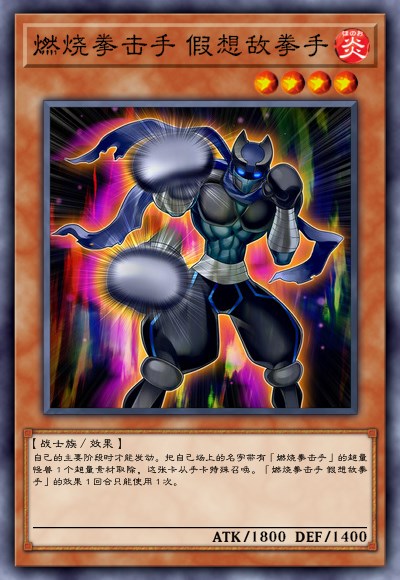 燃烧拳击手 假想敌拳手
炎
ほのお
【战士族／效果】
自己的主要阶段时才能发动。把自己场上的名字带有「燃烧拳击手」的超量
怪兽1个超量素材取除，这张卡从手卡特殊召唤。「燃烧拳击手 假想敌拳
手」的效果1回合只能使用1次。
ATK/1800 DEF/1400